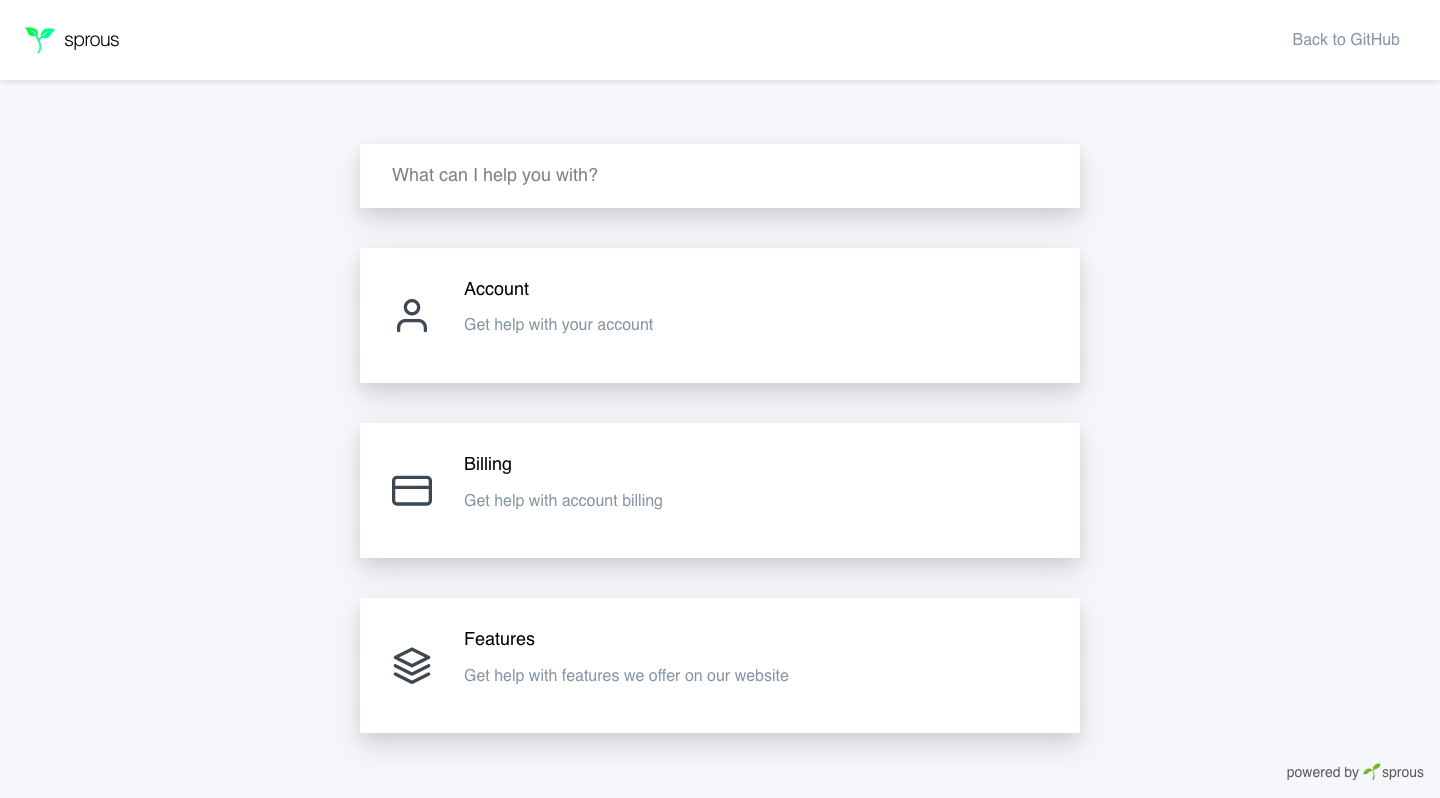 sprous
Back to GitHub
What can I help you with?
Account
Get help with your account
Billing
Get help with account billing
Features
Get help with features we offer on our website
powered by 🌱sprous